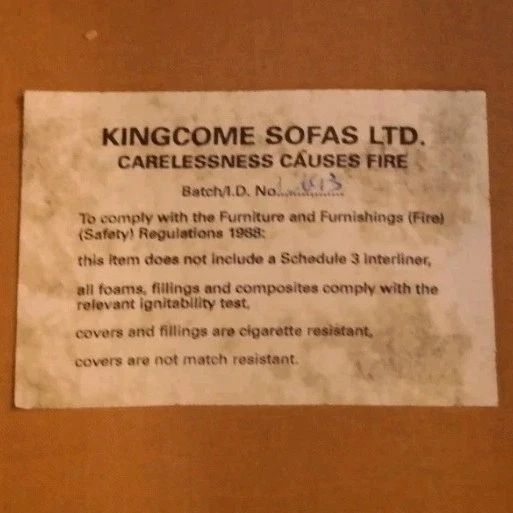 KINGCOME SOFAS LTD.
CARELESSNESS CAUSES FIRE
Batch/I.D. No.
To comply with the Furniture and Furnishings (Fire)
(Safety) Regulations 1988:
this item does not include a Schedule 3 interliner,
all foams, fillings and composites comply with the
relevant ignitability test,
covers and fillings are cigarette resistant,
covers are not match resistant.